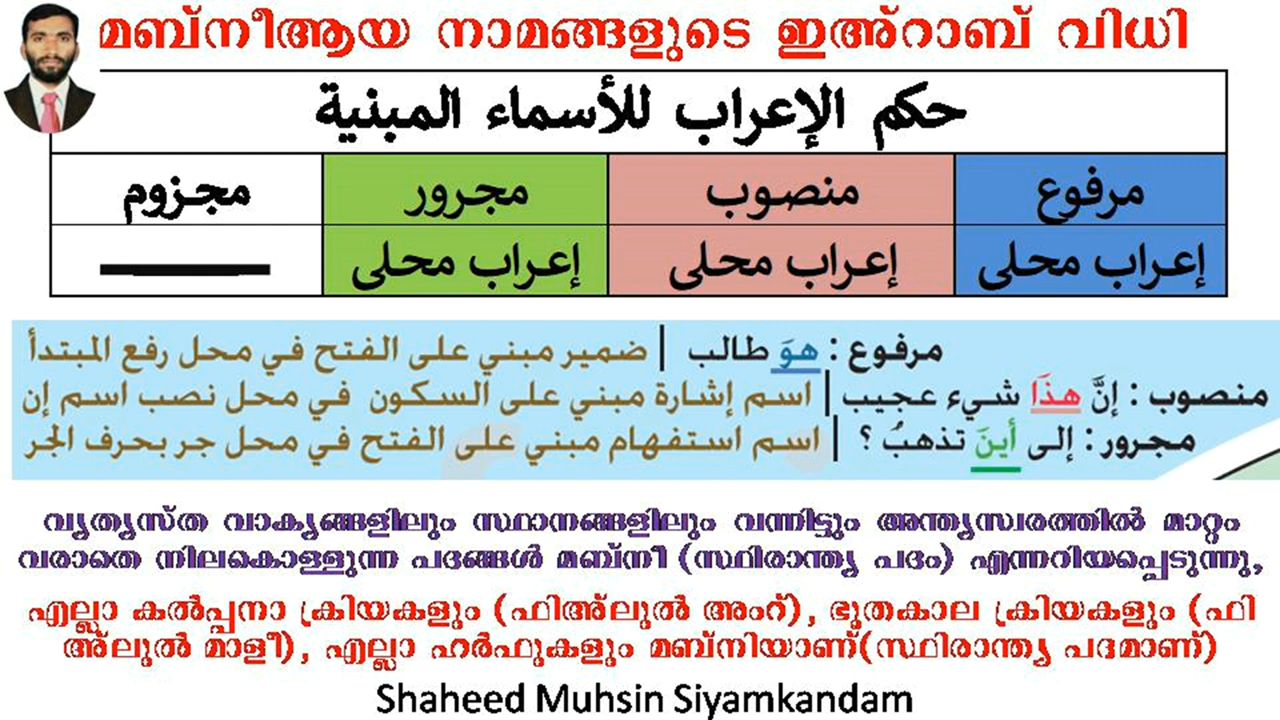 മബ്നീആയ നാമങ്ങളുടെ ഇഅ്റാബ് വിധി
حكم الإعراب للأسماء المبنية
مرفوع منصوب مجرور مجزوم
إعراب محلى إعراب محلى إعراب محلى
مرفوع : هوَ طالب | ضمير مبني على الفتح في محل رفع المبتدأ
منصوب : إنَّ هذَا شيء عجيب | اسم إشارة مبني على السكون في محل نصب اسم إن
مجرور : إلى أينَ تذهبُ ؟ | اسم استفهام مبني على الفتح في محل جر بحرف الجر
വ്യത്യസ്ത വാക്യങ്ങളിലും സ്ഥാനങ്ങളിലും വന്നിട്ടും അന്ത്യസ്വരത്തിൽ മാറ്റം
വരാതെ നിലകൊള്ളുന്ന പദങ്ങൾ മബ്നീ (സ്ഥിരാന്ത്യ പദം) എന്നറിയപ്പെടുന്നു,
എല്ലാ കൽപ്പനാ ക്രിയകളും (ഫിഅ്ലുൽ അംറ്), ഭൂതകാല ക്രിയകളും (ഫി
അ്ലുൽ മാളീ), എല്ലാ ഹർഫുകളും മബ്നിയാണ്(സ്ഥിരാന്ത്യ പദമാണ്)
Shaheed Muhsin Siyamkandam